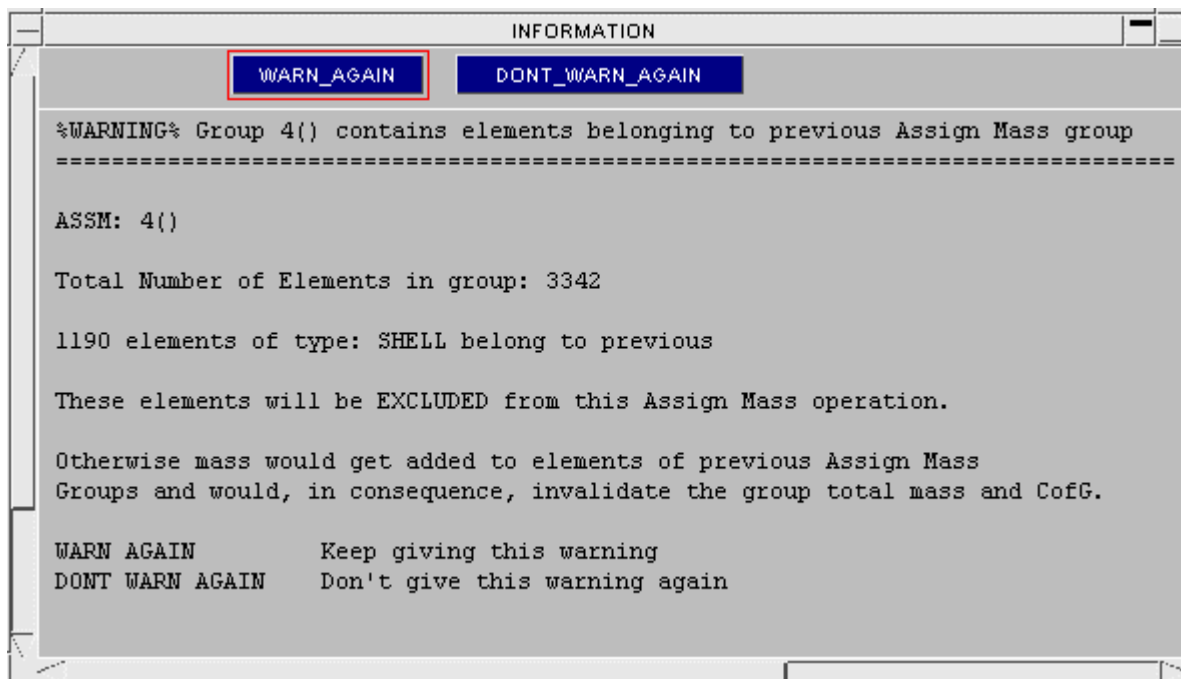 INFORMATION
WARN_AGAIN DONT_WARN_AGAIN
%WARNING% Group 4() contains elements belonging to previous Assign Mass group
================================================================================
ASSM: 4()
Total Number of Elements in group: 3342
1190 elements of type: SHELL belong to previous
These elements will be EXCLUDED from this Assign Mass operation.
Otherwise mass would get added to elements of previous Assign Mass
Groups and would, in consequence, invalidate the group total mass and CofG.
WARN AGAIN Keep giving this warning
DONT WARN AGAIN Don't give this warning again